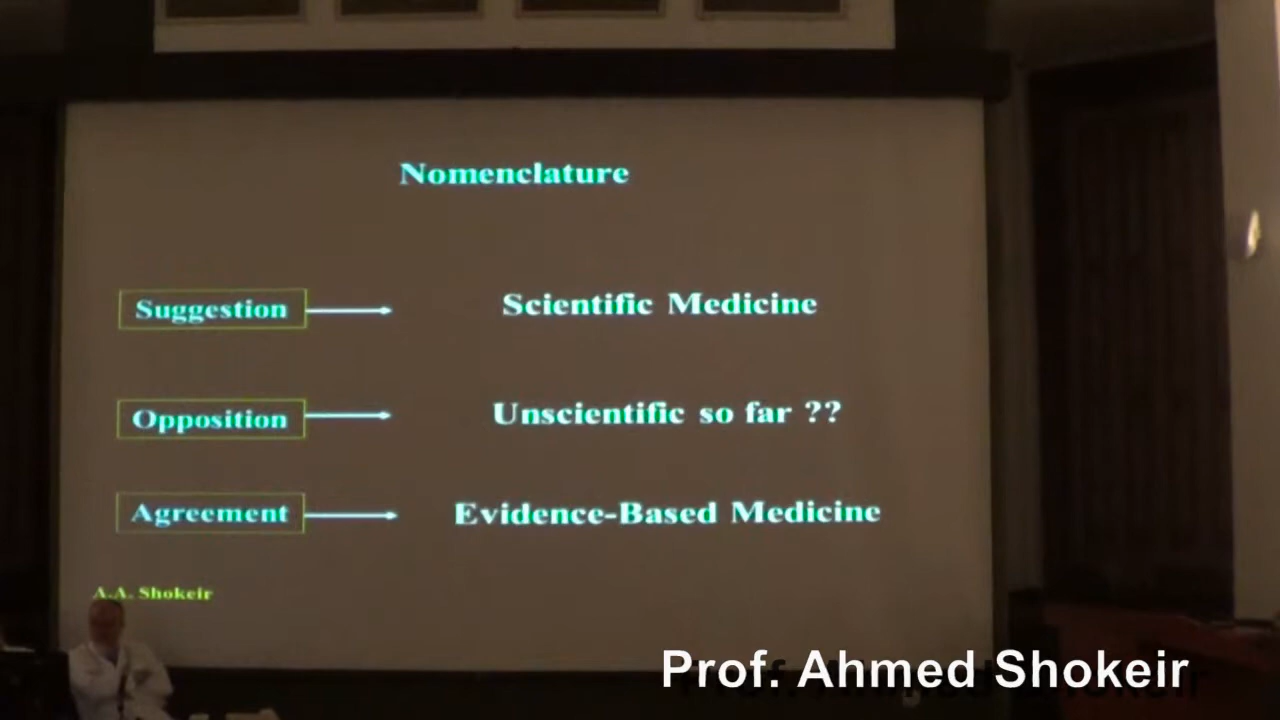 Nomenclature
Suggestion
Scientific Medicine
Opposition
Unscientific so far ??
Agreement
Evidence-Based Medicine
A.A. Shokeir
Prof. Ahmed Shokeir